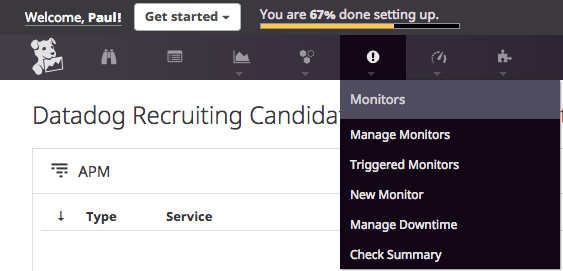 Welcome, Paul!
Get started
You are 67% done setting up.
Monitors
Datadog Recruiting Candidat
Manage Monitors
Triggered Monitors
New Monitor
Manage Downtime
Check Summary
APM
Type Service